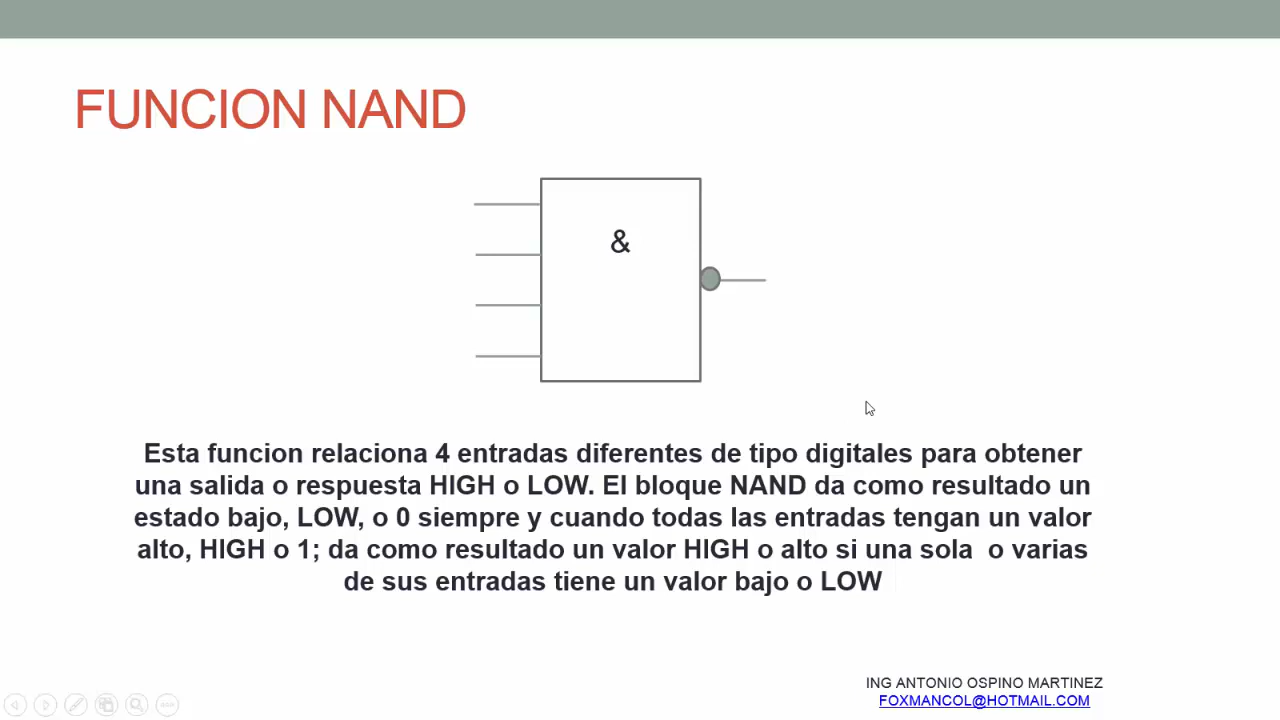 FUNCION NAND
&
Esta funcion relaciona 4 entradas diferentes de tipo digitales para obtener
una salida o respuesta HIGH o LOW. El bloque NAND da como resultado un
estado bajo, LOW, o 0 siempre y cuando todas las entradas tengan un valor
alto, HIGH o 1; da como resultado un valor HIGH o alto si una sola  o varias
de sus entradas tiene un valor bajo o LOW
ING ANTONIO OSPINO MARTINEZ
FOXMANCOL@HOTMAIL.COM